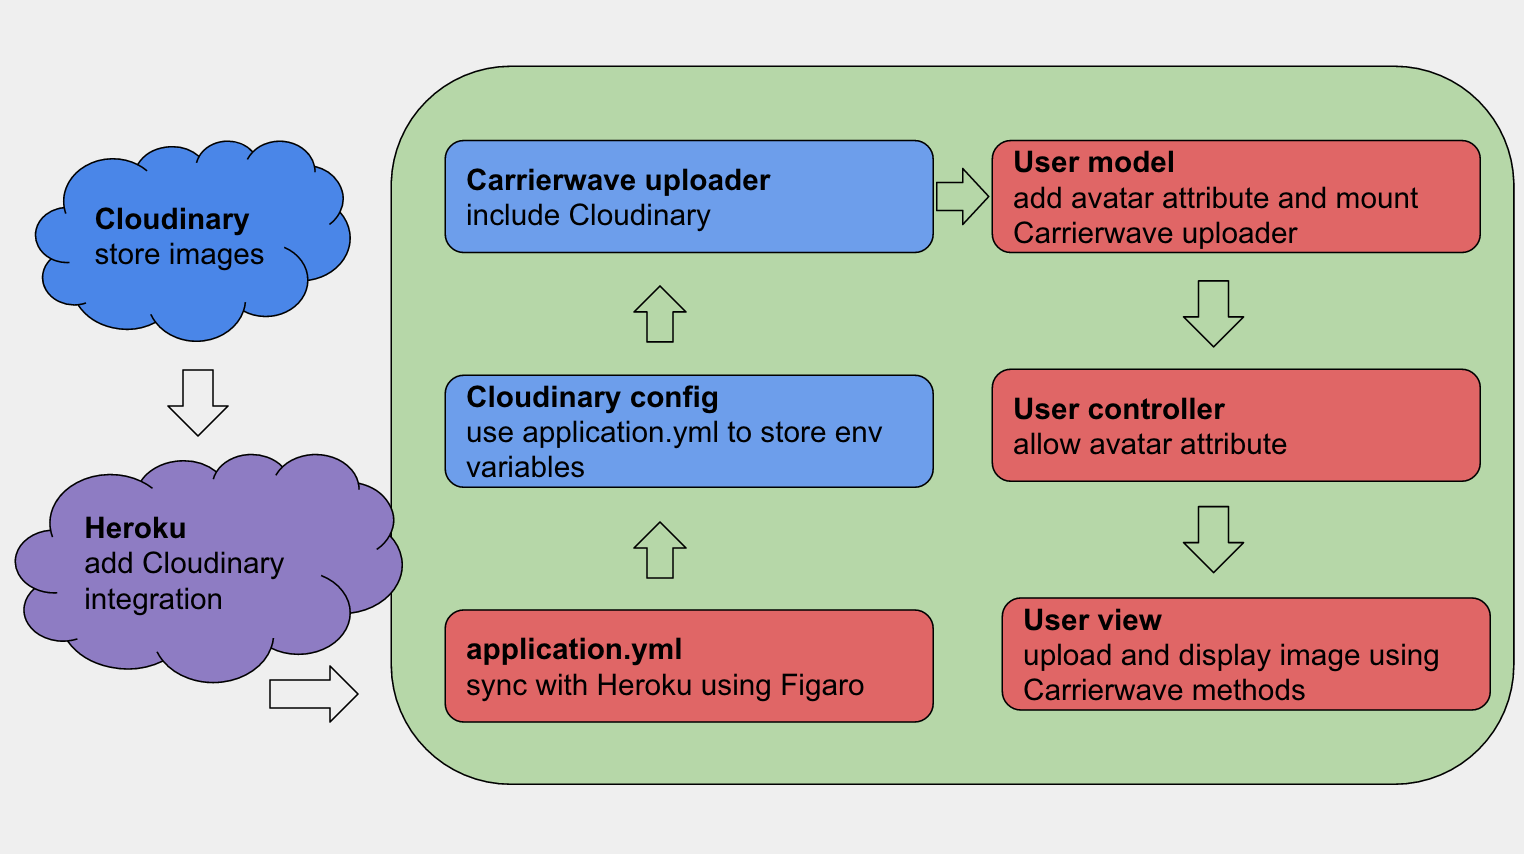 Cloudinary
store images
Heroku
add Cloudinary
integration
application.yml
sync with Heroku using Figaro
Cloudinary config
use application.yml to store env
variables
Carrierwave uploader
include Cloudinary
User model
add avatar attribute and mount
Carrierwave uploader
User controller
allow avatar attribute
User view
upload and display image using
Carrierwave methods